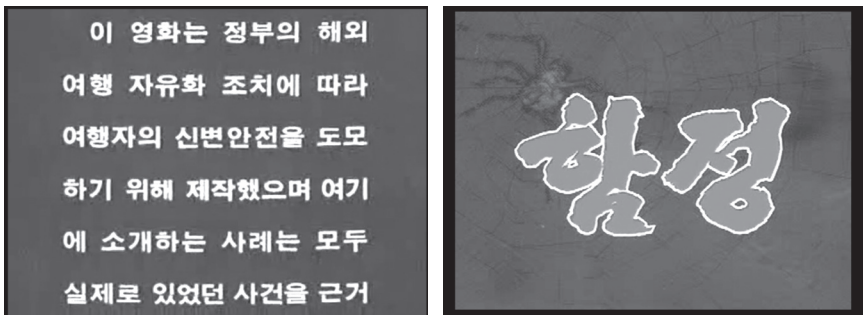 이 영화는 정부의 해외
여행 자유화 조치에 따라
여행자의 신변안전을 도모
하기 위해 제작했으며 여기
에 소개하는 사례는 모두
실제로 있었던 사건을 근거
함정